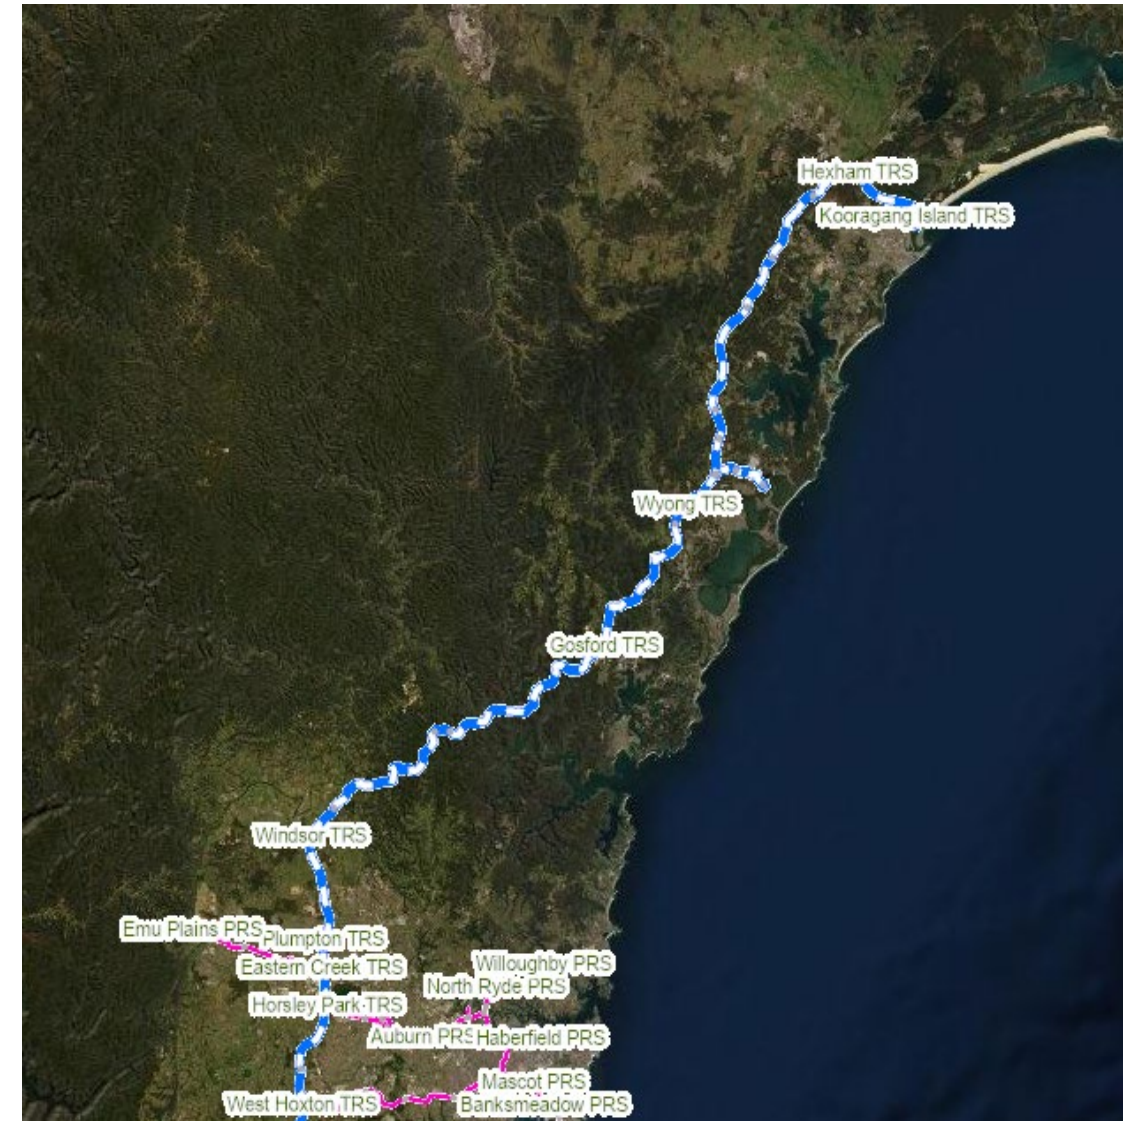 Hexham TRS
Kooragang Island TRS
Wyong TRS
Gosford TRS
Windsor TRS
Emu Plains PRS
Plumpton TRS
Eastern Creek TRS
Willoughby PRS
North Ryde PRS
Horsley Park TRS
Auburn PRS
Haberfield PRS
Mascot PRS
West Hoxton TRS
Banksmeadow PRS